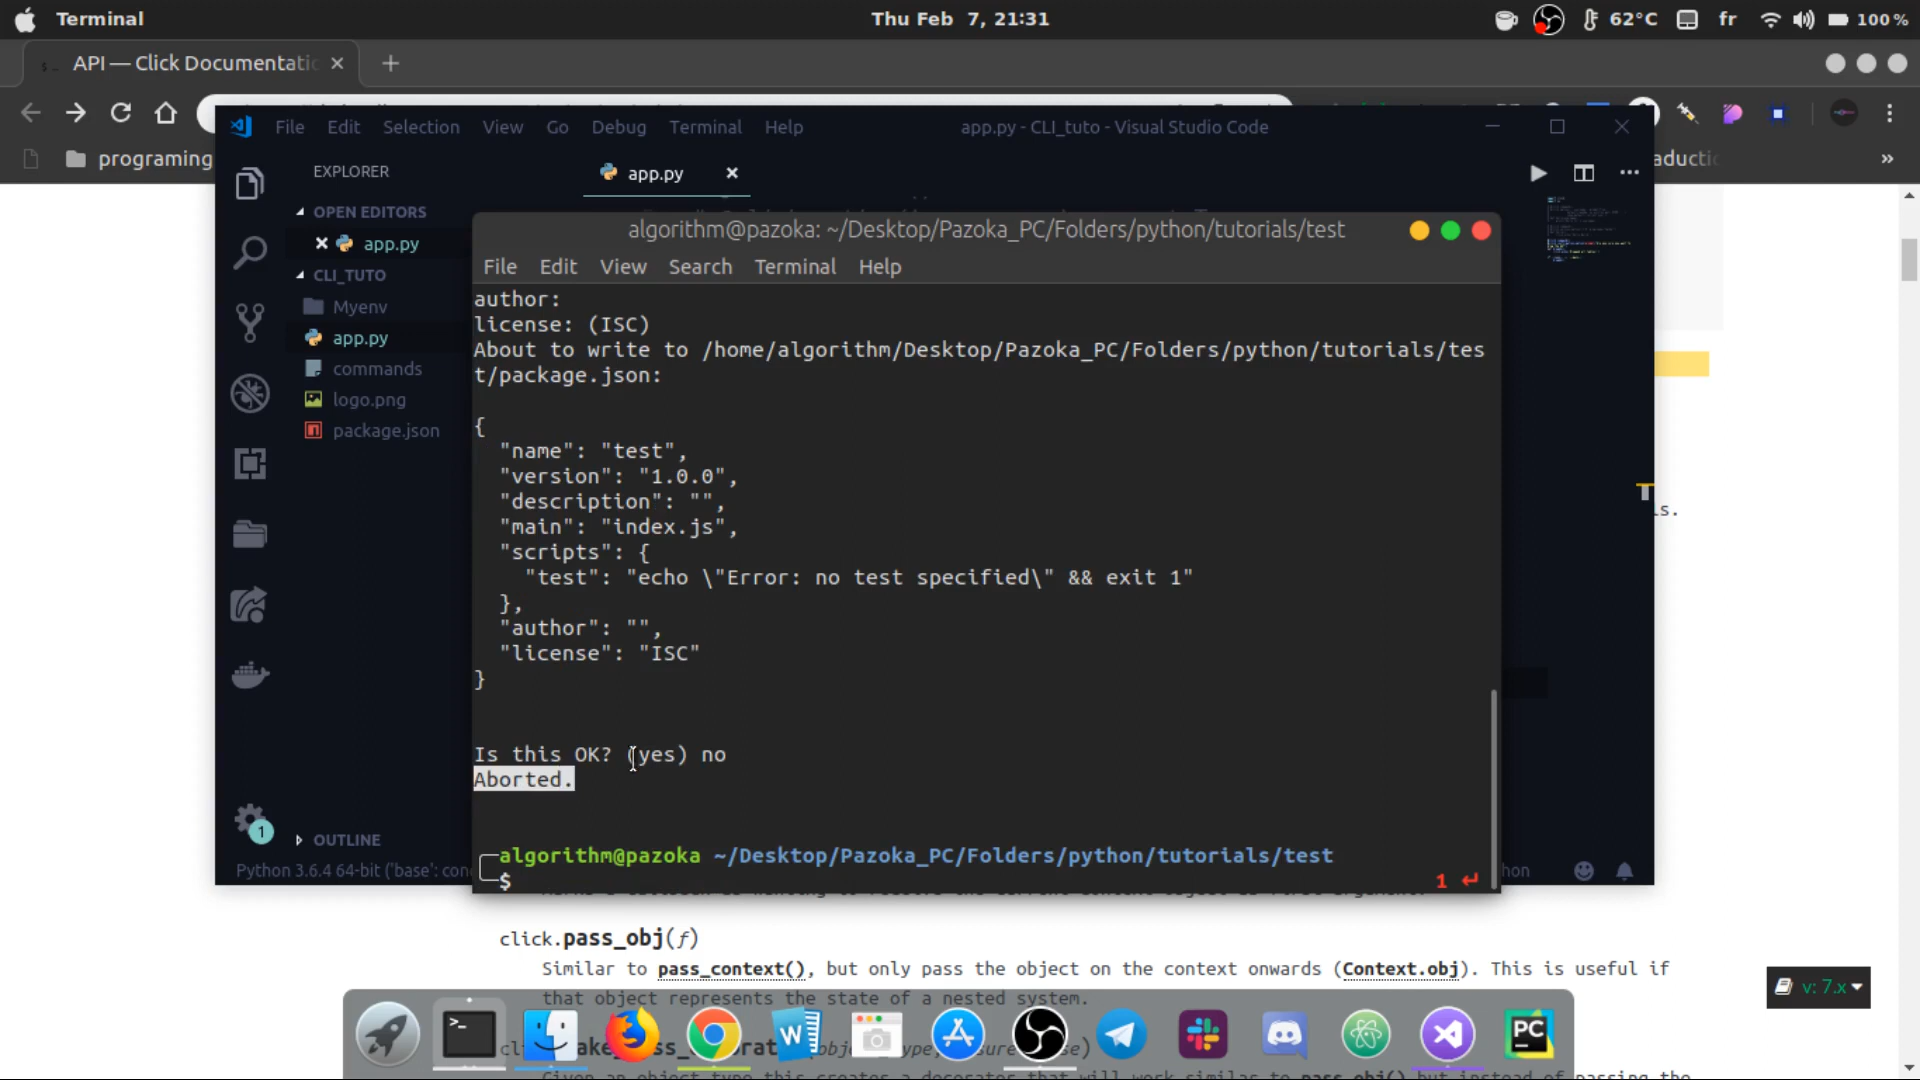 Terminal
Thu Feb 7, 21:31
62°C
fr
100 %
API — Click Documentati
programing
File Edit Selection View Go Debug Terminal Help
app.py - CLI_tuto - Visual Studio Code
EXPLORER
app.py
OPEN EDITORS
app.py
CLI_TUTO
Myenv
app.py
commands
logo.png
package.json
OUTLINE
1
Python 3.6.4 64-bit ('base': con
hon
algorithm@pazoka: ~/Desktop/Pazoka_PC/Folders/python/tutorials/test
File Edit View Search Terminal Help
author:
license: (ISC)
About to write to /home/algorithm/Desktop/Pazoka_PC/Folders/python/tutorials/tes
t/package.json:
{
"name": "test",
"version": "1.0.0",
"description": "",
"main": "index.js",
"scripts": {
"test": "echo \"Error: no test specified\" && exit 1"
},
"author": "",
"license": "ISC"
}
Is this OK? (yes) no
Aborted.
algorithm@pazoka ~/Desktop/Pazoka_PC/Folders/python/tutorials/test
$
1 ↵
ls.
click.pass_obj(f)
Similar to pass_context(), but only pass the object on the context onwards (Context.obj). This is useful if
that object represents the state of a nested system.
v: 7.x
W
PC